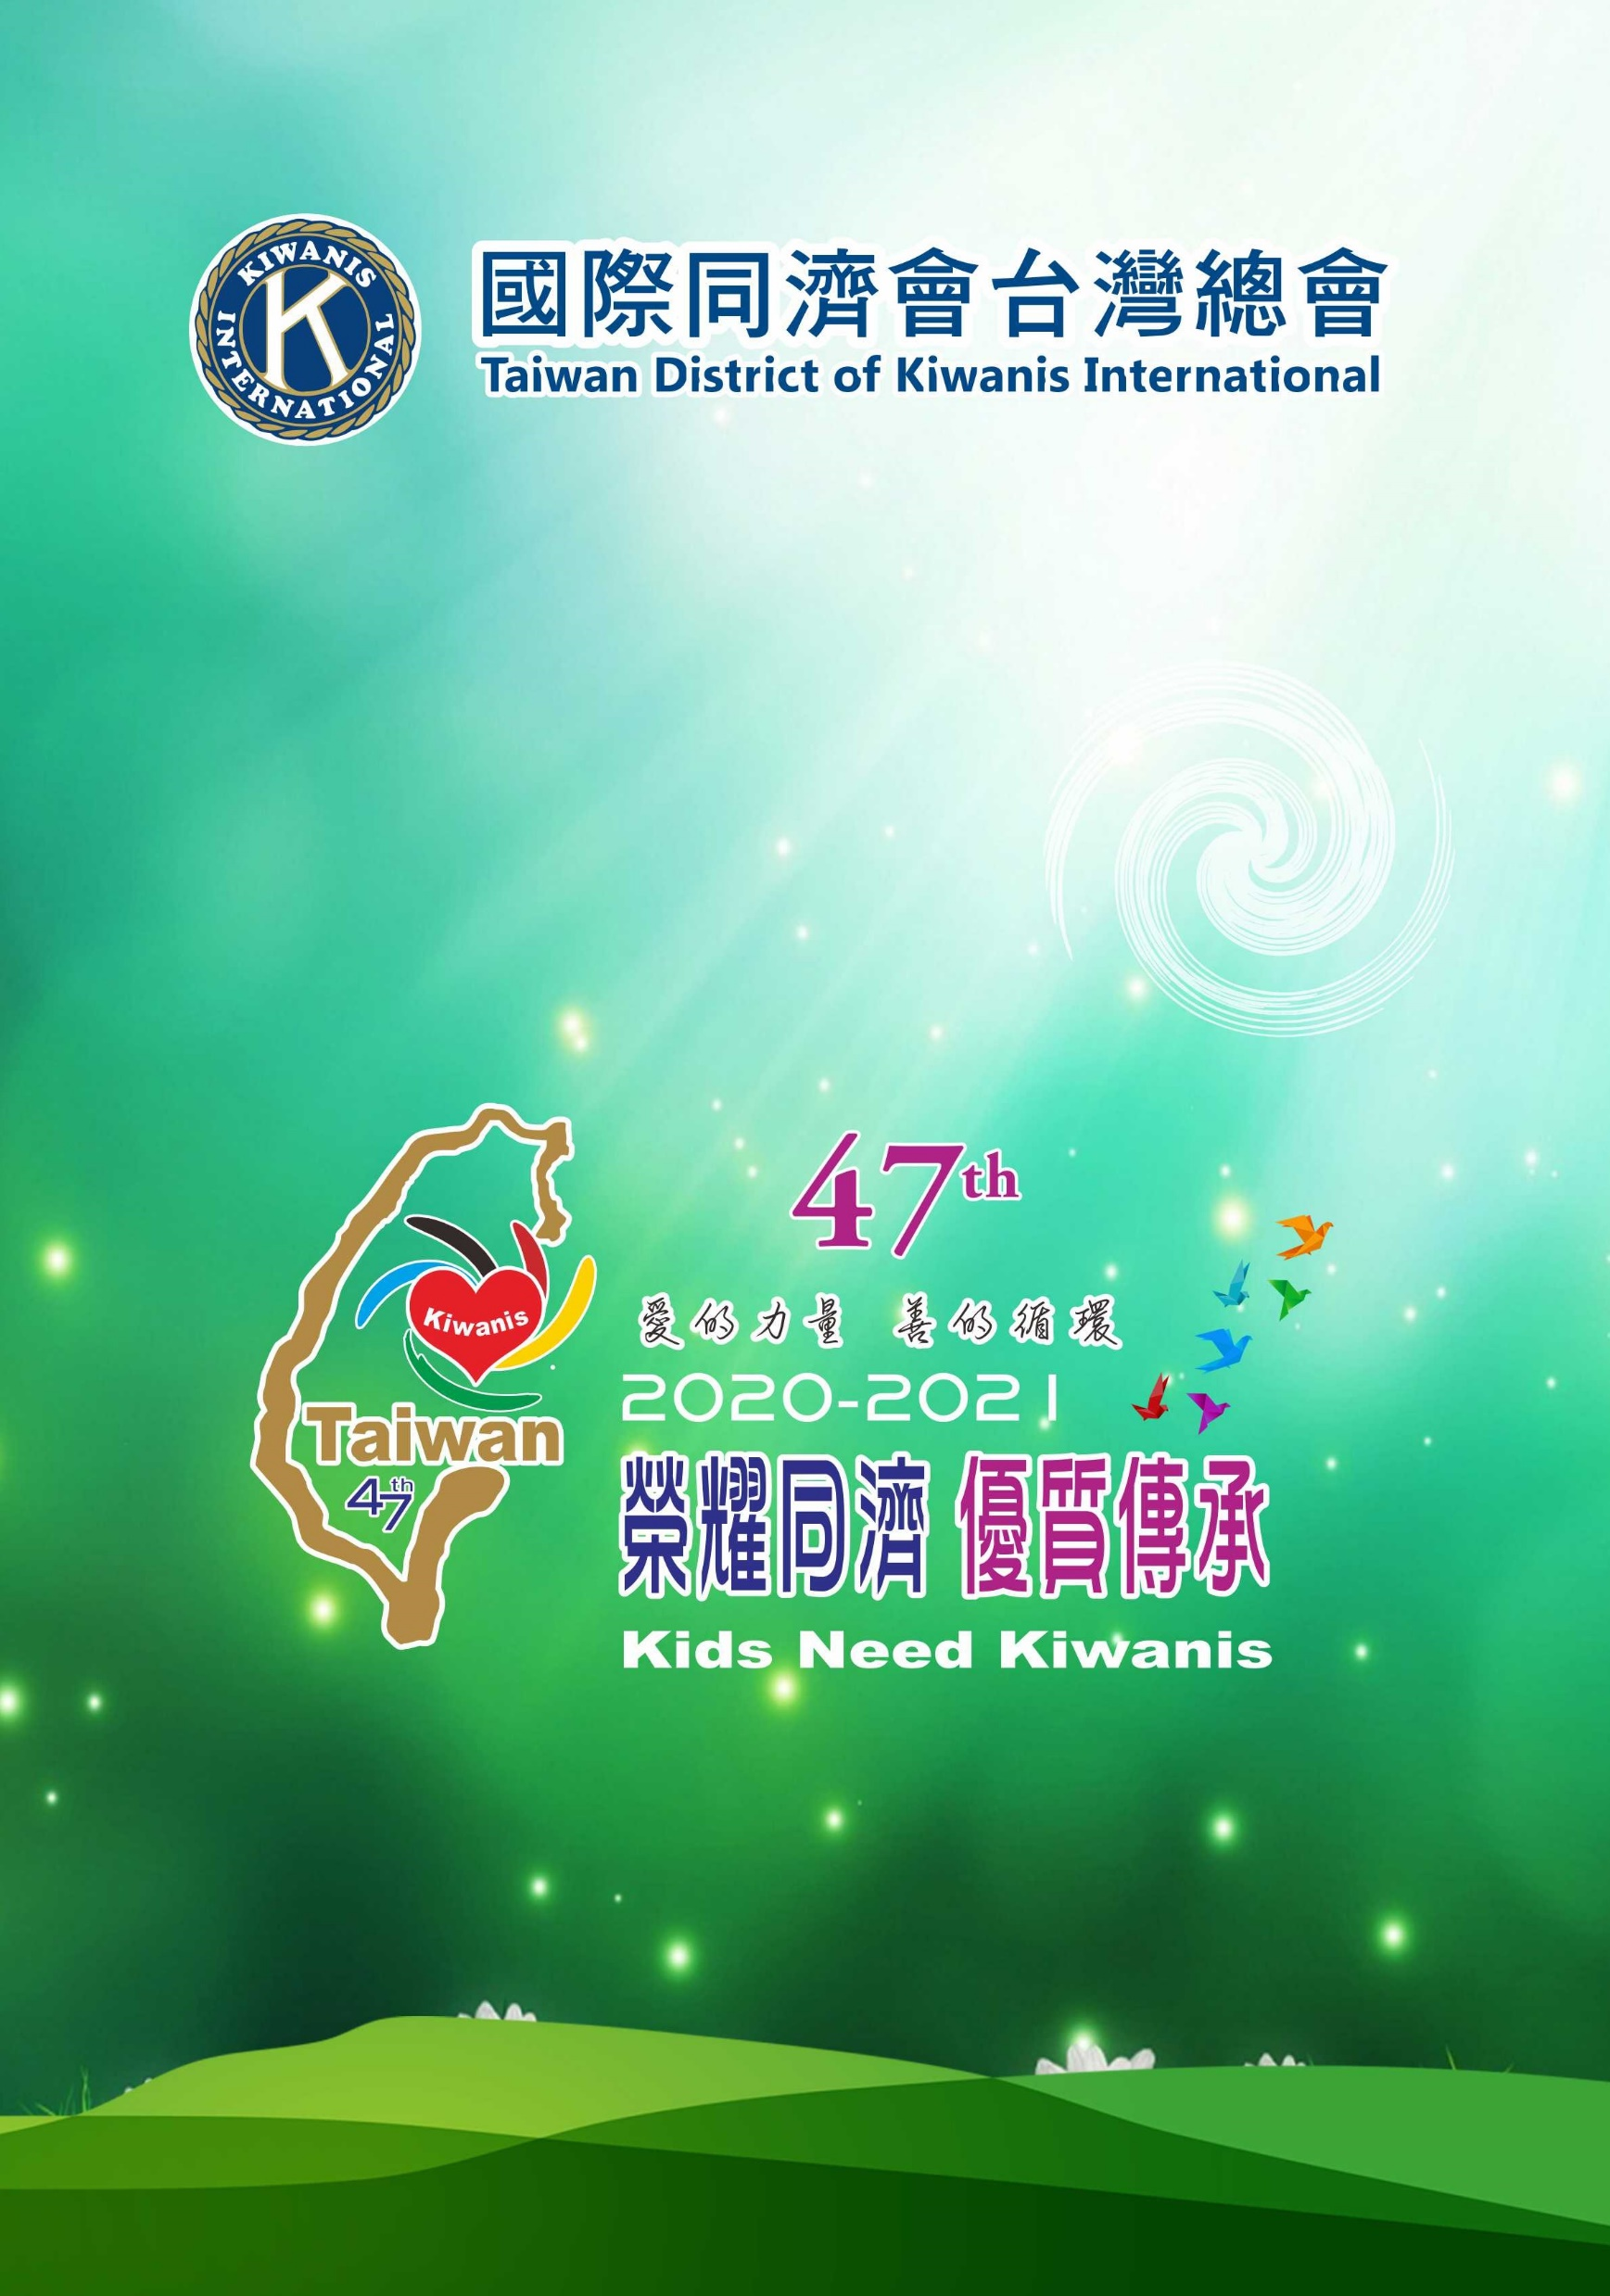 KIWANIS
INTERNATIONAL
K
國際同濟會台灣總會
Taiwan District of Kiwanis International
47th
愛的力量 善的循環
2020-2021
榮耀同濟 優質傳承
Kids Need Kiwanis
Kiwanis
Taiwan
47th